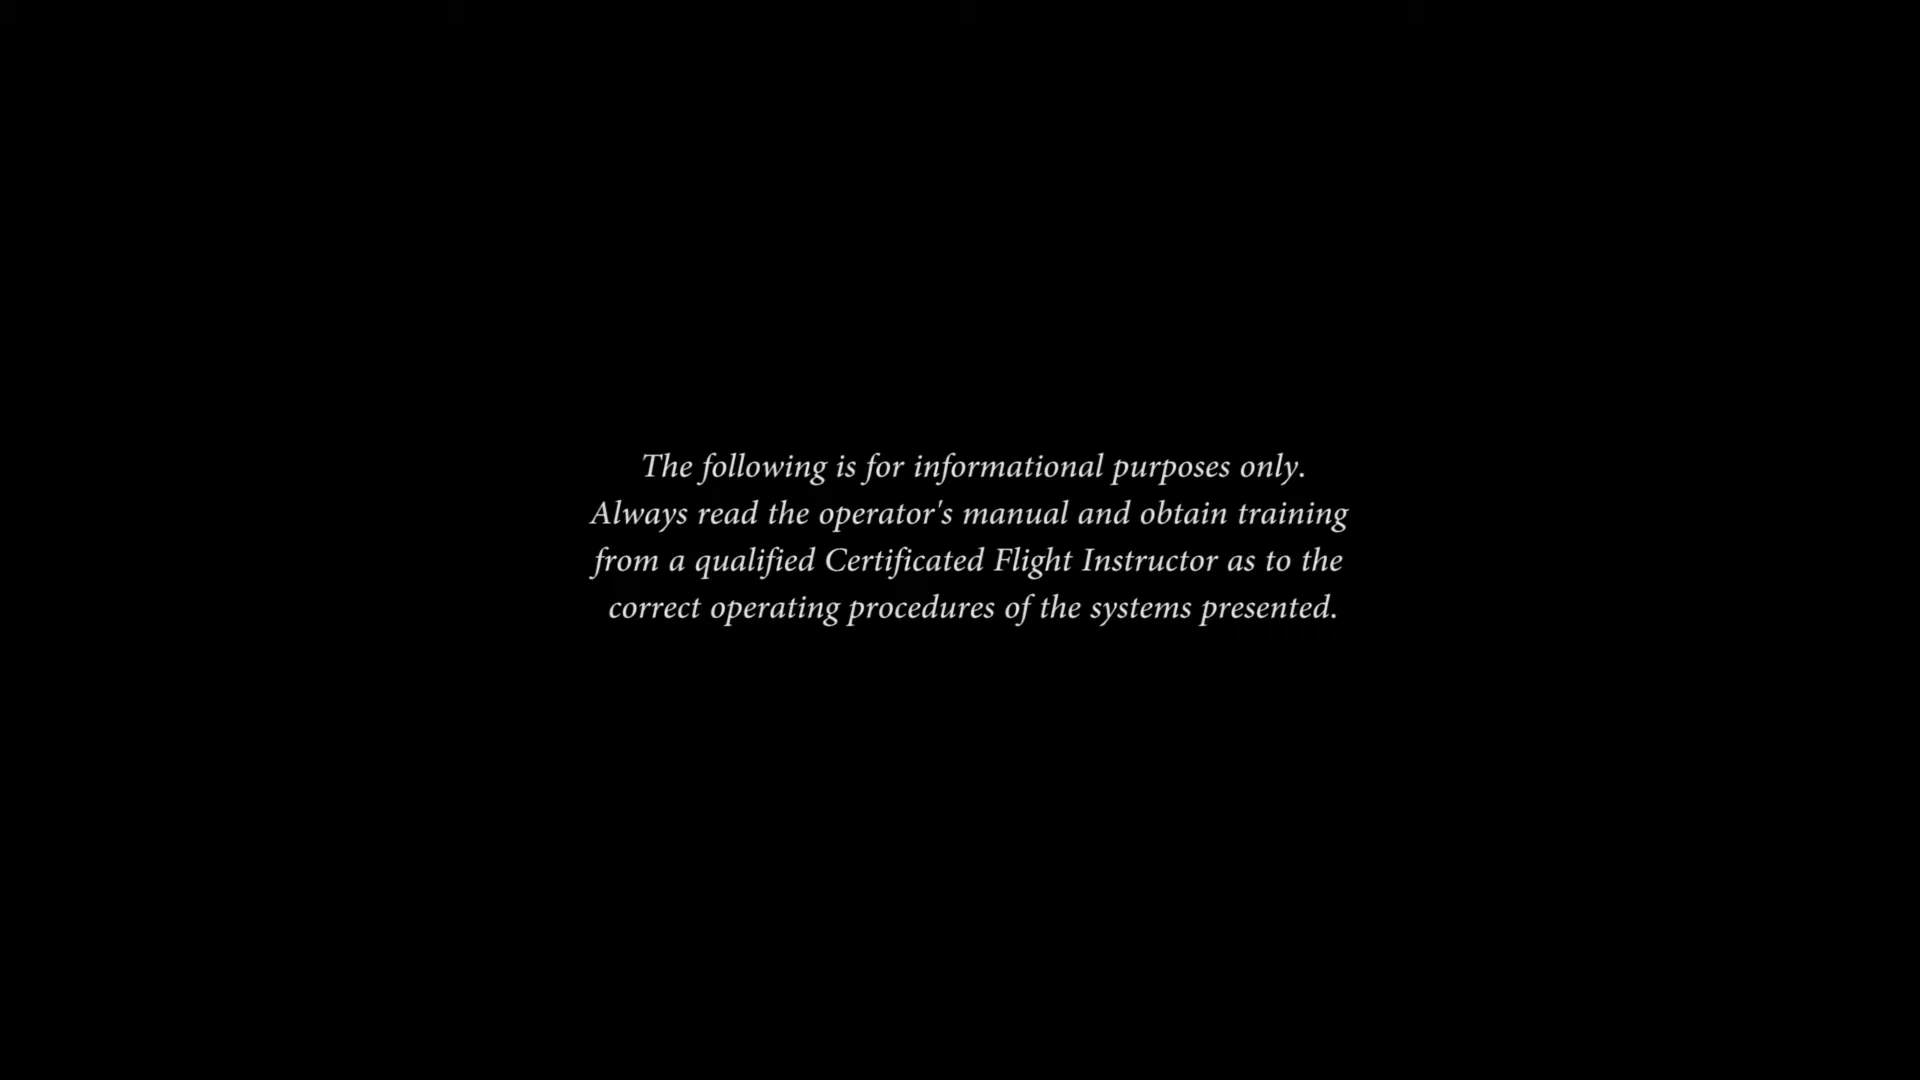 The following is for informational purposes only.
Always read the operator's manual and obtain training
from a qualified Certificated Flight Instructor as to the
correct operating procedures of the systems presented.